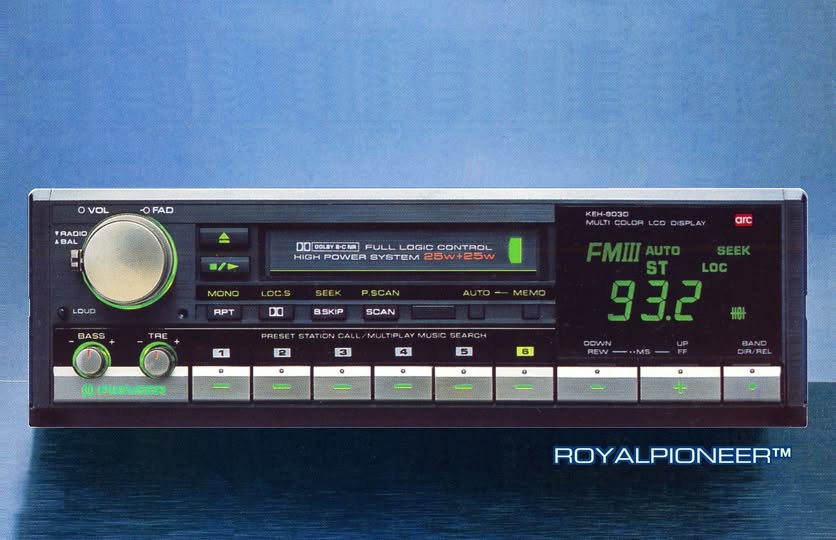 VOL FAD
KEH-9030
MULTI COLOR LCD DISPLAY
arc
▼RADIO
▲BAL
DOLBY B-C NR FULL LOGIC CONTROL
HIGH POWER SYSTEM 25W+25W
FMIII AUTO SEEK
ST LOC
93.2
MONO LOC.S SEEK P.SCAN AUTO — MEMO
LOUD RPT B.SKIP SCAN
PRESET STATION CALL/MULTIPLAY MUSIC SEARCH
- BASS + - TRE +
1 2 3 4 5 6
DOWN UP BAND
REW —··MS— FF DIR/REL
PIONEER
ROYALPIONEER™